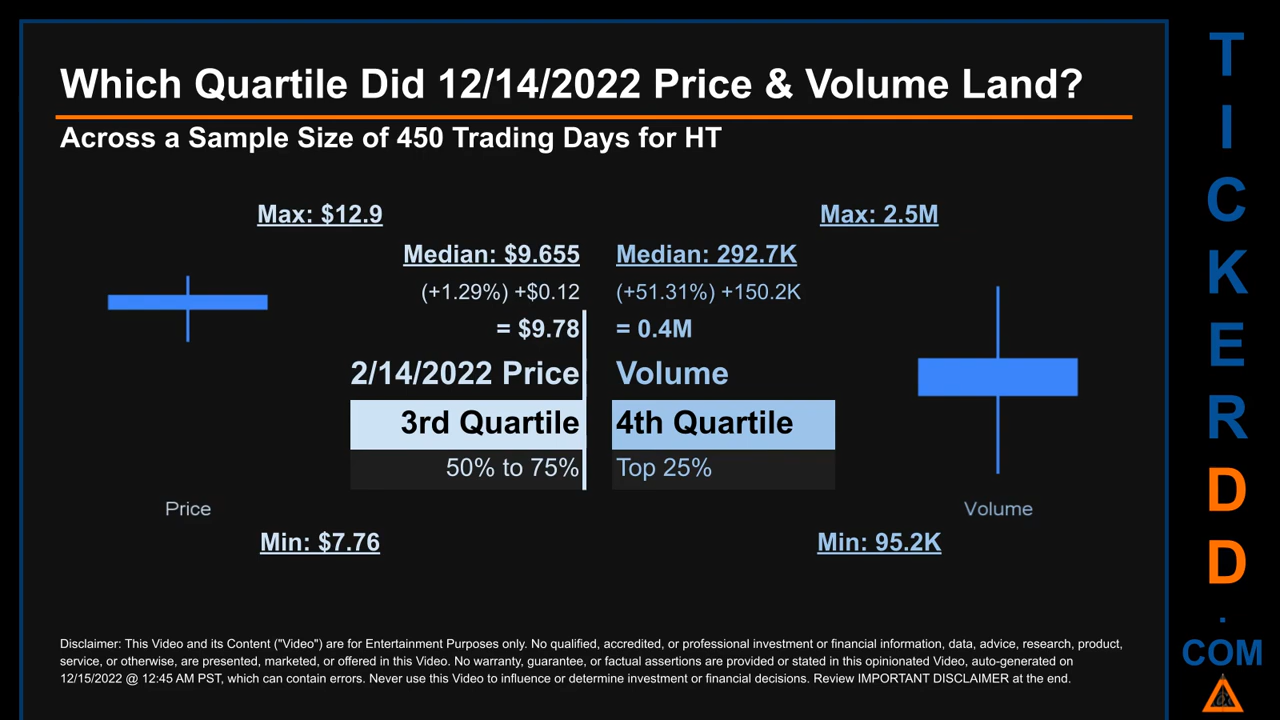 Which Quartile Did 12/14/2022 Price & Volume Land?
Across a Sample Size of 450 Trading Days for HT
Max: $12.9
Max: 2.5M
Median: $9.655
Median: 292.7K
(+1.29%) +$0.12
(+51.31%) +150.2K
= $9.78
= 0.4M
2/14/2022 Price
Volume
3rd Quartile
4th Quartile
50% to 75%
Top 25%
Price
Volume
Min: $7.76
Min: 95.2K
Disclaimer: This Video and its Content ("Video") are for Entertainment Purposes only. No qualified, accredited, or professional investment or financial information, data, advice, research, product,
service, or otherwise, are presented, marketed, or offered in this Video. No warranty, guarantee, or factual assertions are provided or stated in this opinionated Video, auto-generated on
12/15/2022 @ 12:45 AM PST, which can contain errors. Never use this Video to influence or determine investment or financial decisions. Review IMPORTANT DISCLAIMER at the end.
T
I
C
K
E
R
D
D
.
COM